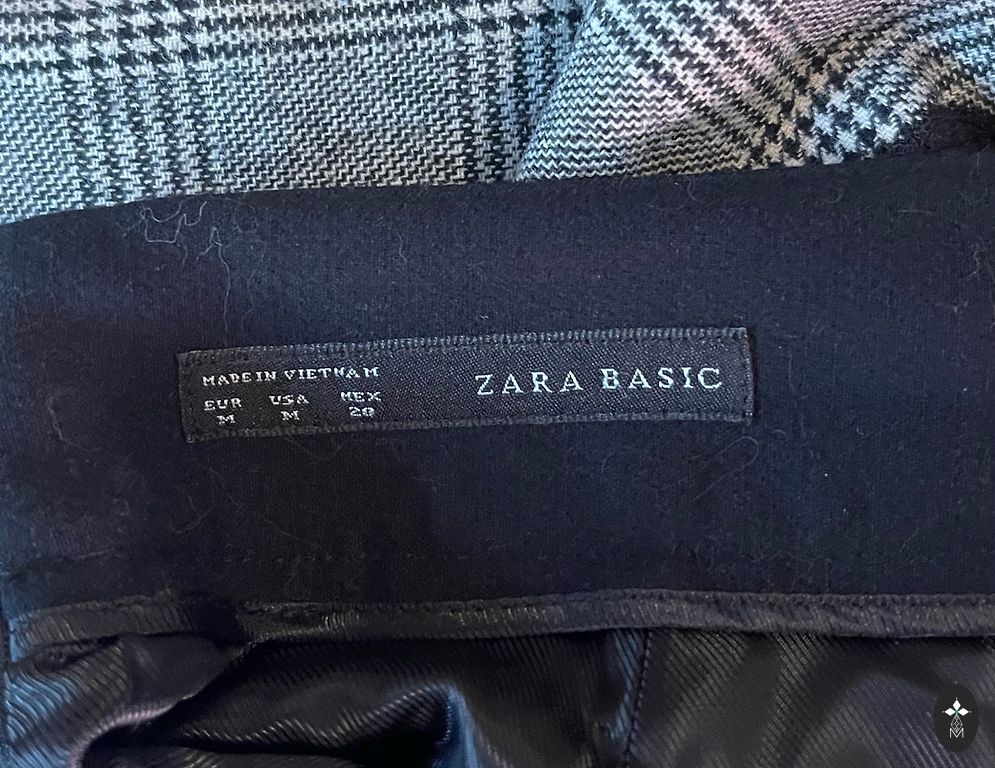 MADE IN VIETNAM
EUR USA MEX
M M 28
ZARA BASIC
M